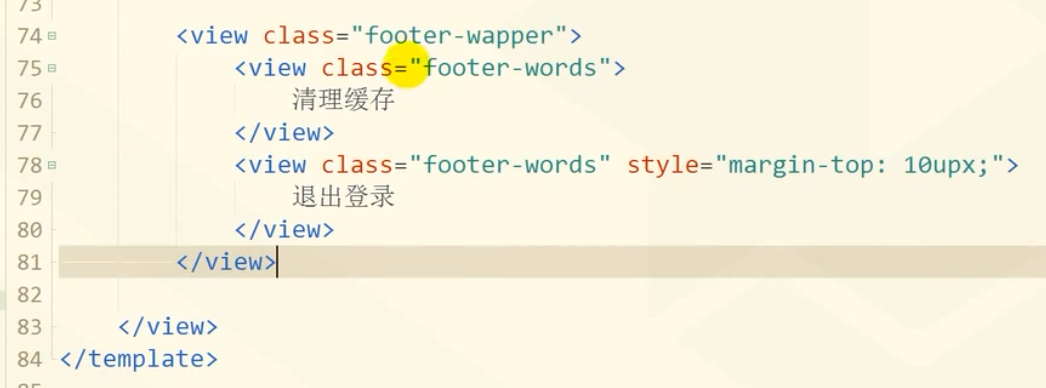 73
74 <view class="footer-wapper">
75 <view class="footer-words">
76 清理缓存
77 </view>
78 <view class="footer-words" style="margin-top: 10upx;">
79 退出登录
80 </view>
81 </view>
82
83 </view>
84 </template>
85